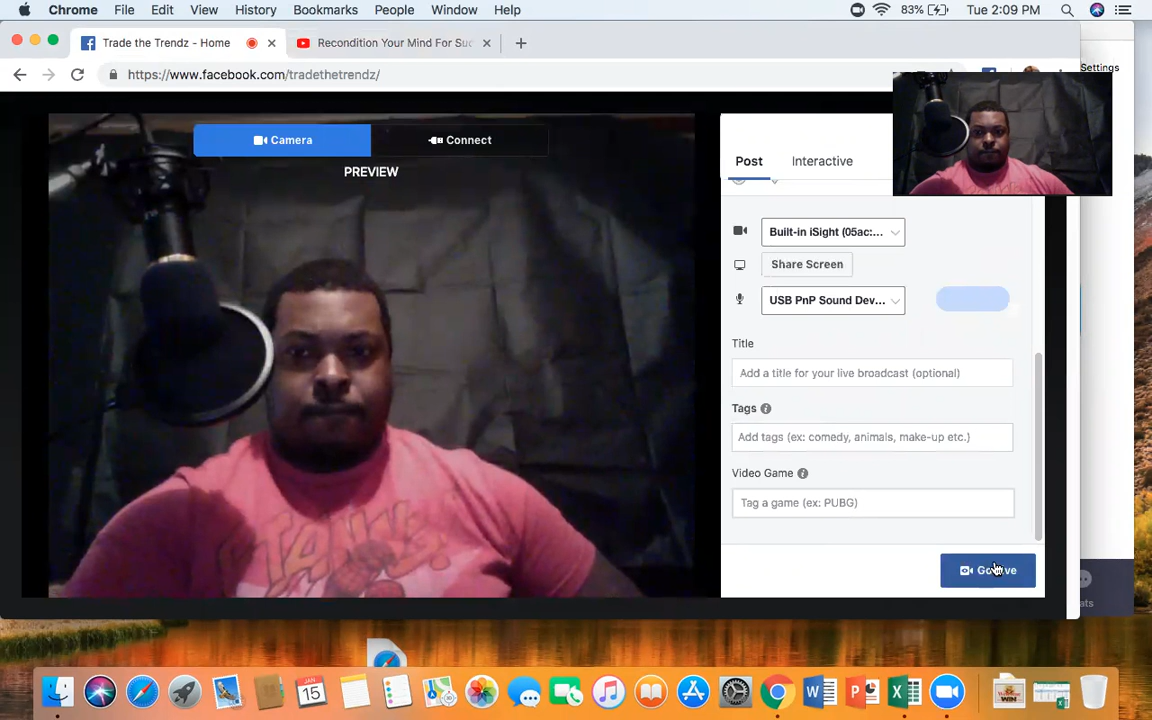 Chrome File Edit View History Bookmarks People Window Help 83% Tue 2:09 PM
Trade the Trendz - Home Recondition Your Mind For Suc
https://www.facebook.com/tradethetrendz/
Settings
Camera Connect
PREVIEW
Post Interactive
Built-in iSight (05ac:...
Share Screen
USB PnP Sound Dev...
Title
Add a title for your live broadcast (optional)
Tags
Add tags (ex: comedy, animals, make-up etc.)
Video Game
Tag a game (ex: PUBG)
JAN
15